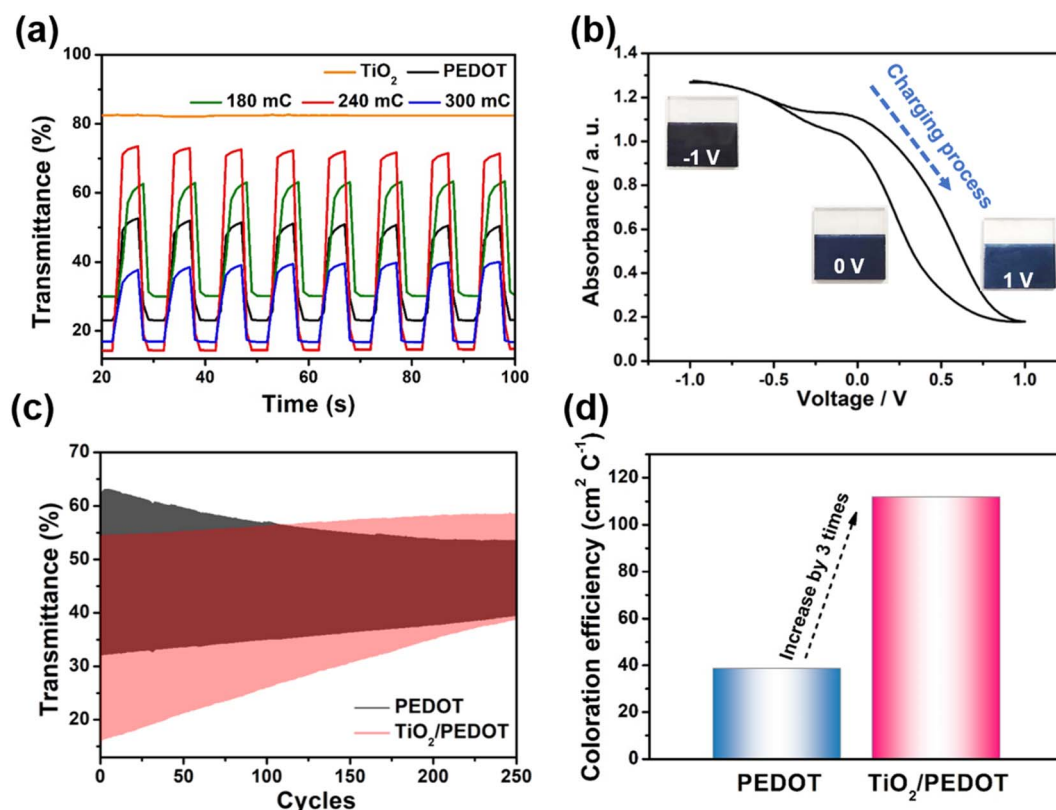 (a)
100
80
60
40
20
Transmittance (%)
TiO₂ PEDOT
180 mC 240 mC 300 mC
20 40 60 80 100
Time (s)
(b)
1.4
1.2
1.0
0.8
0.6
0.4
0.2
0.0
Absorbance / a. u.
Charging process
-1 V
0 V
1 V
-1.0 -0.5 0.0 0.5 1.0
Voltage / V
(c)
70
60
50
40
30
20
Transmittance (%)
PEDOT
TiO₂/PEDOT
0 50 100 150 200 250
Cycles
(d)
120
100
80
60
40
20
0
Coloration efficiency (cm² C⁻¹)
Increase by 3 times
PEDOT TiO₂/PEDOT